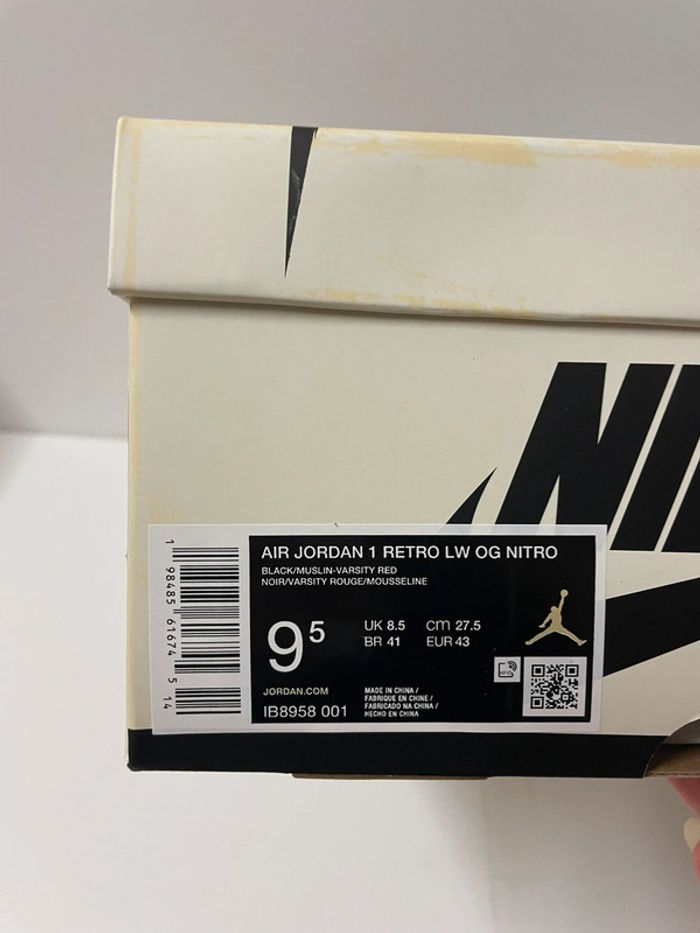 NI
AIR JORDAN 1 RETRO LW OG NITRO
BLACK/MUSLIN-VARSITY RED
NOIR/VARSITY ROUGE/MOUSSELINE
9⁵
UK 8.5 cm 27.5
BR 41 EUR 43
JORDAN.COM
IB8958 001
MADE IN CHINA /
FABRIQUE EN CHINE /
FABRICADO NA CHINA /
HECHO EN CHINA
1 98485 61674 5 14